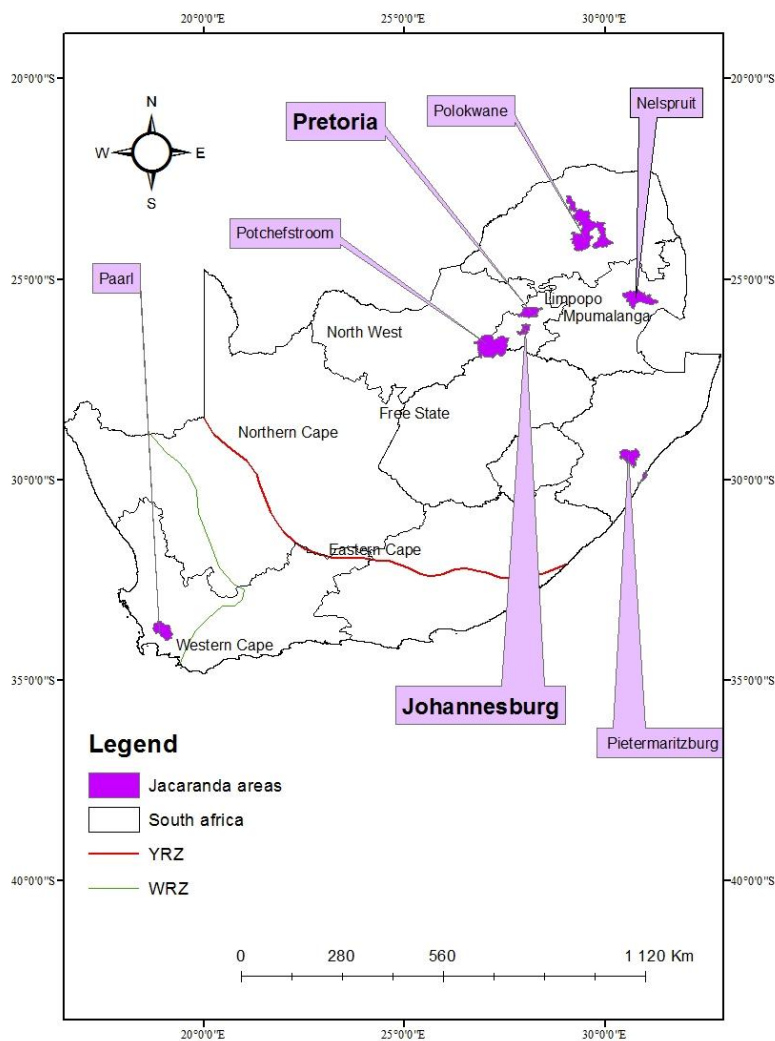 20°0'0"E
25°0'0"E
30°0'0"E
20°0'0"S
20°0'0"S
N
W
E
S
Pretoria
Polokwane
Nelspruit
Potchefstroom
Paarl
25°0'0"S
25°0'0"S
Limpopo
Mpumalanga
North West
Free State
Northern Cape
30°0'0"S
30°0'0"S
Eastern Cape
Western Cape
35°0'0"S
35°0'0"S
Johannesburg
Pietermaritzburg
Legend
Jacaranda areas
South africa
YRZ
WRZ
40°0'0"S
40°0'0"S
0
280
560
1 120 Km
20°0'0"E
25°0'0"E
30°0'0"E